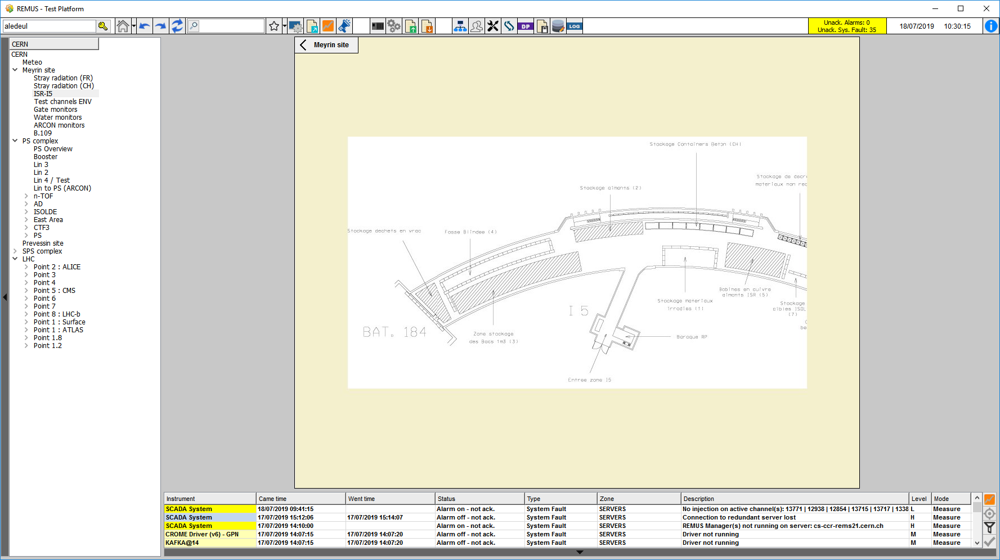 REMUS - Test Platform
aledeul
DP
LOG
Unack. Alarms: 0
Unack. Sys. Fault: 35
18/07/2019 10:30:15
CERN
CERN
Meteo
Meyrin site
Stray radiation (FR)
Stray radiation (CH)
ISR-I5
Test channels ENV
Gate monitors
Water monitors
ARCON monitors
B.109
PS complex
PS Overview
Booster
Lin 3
Lin 2
Lin 4 / Test
Lin to PS (ARCON)
n-TOF
AD
ISOLDE
East Area
CTF3
PS
Prevessin site
SPS complex
LHC
Point 2 : ALICE
Point 3
Point 4
Point 5 : CMS
Point 6
Point 7
Point 8 : LHC-b
Point 1 : Surface
Point 1 : ATLAS
Point 1.8
Point 1.2
Meyrin site
Stockage Containers Beton (CH)
Stockage de decr
materiaux non rec
Stockage aimants (2)
Stockage dechets en vrac
Fosse Blindee (4)
Bobines en cuivre
aimants ISR (5)
Stockage materiaux
irradies (1)
Stockage
cibles ISOL
(7)
be
I 5
BAT. 184
Zone stockage
des Bacs 1m3 (3)
Baraque RP
Entree zone I5
Instrument Came time Went time Status Type Zone Description Level Mode
SCADA System 18/07/2019 09:41:15 Alarm on - not ack. System Fault SERVERS No injection on active channel(s): 13771 | 12938 | 12854 | 13715 | 13717 | 1338 L Measure
SCADA System 17/07/2019 15:12:06 17/07/2019 15:14:07 Alarm off - not ack. System Fault SERVERS Connection to redundant server lost H Measure
SCADA System 17/07/2019 14:10:00 Alarm on - not ack. System Fault SERVERS REMUS Manager(s) not running on server: cs-ccr-rems21.cern.ch H Measure
CROME Driver (v6) - GPN 17/07/2019 14:07:15 17/07/2019 14:07:20 Alarm off - not ack. System Fault SERVERS Driver not running M Measure
KAFKA@14 17/07/2019 14:07:15 17/07/2019 14:07:20 Alarm off - not ack. System Fault SERVERS Driver not running M Measure